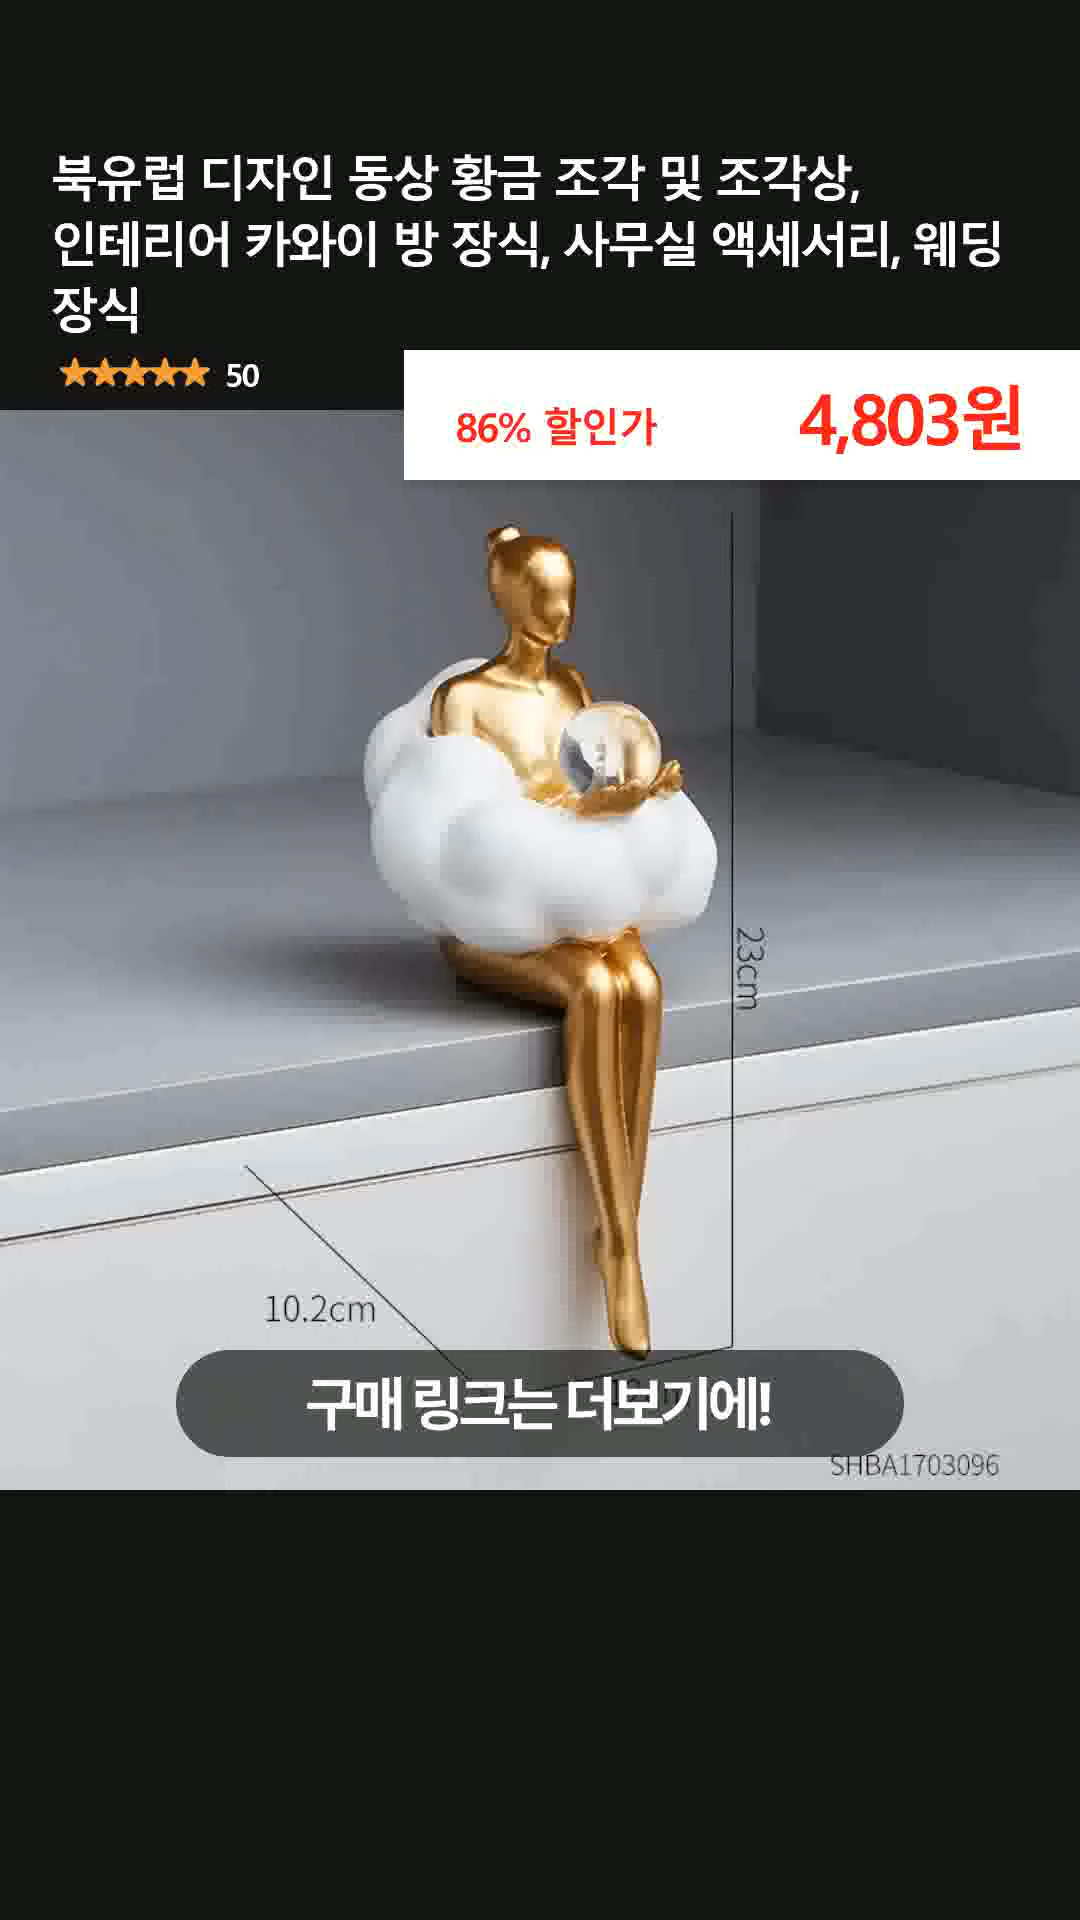 북유럽 디자인 동상 황금 조각 및 조각상,
인테리어 카와이 방 장식, 사무실 액세서리, 웨딩
장식
50
86% 할인가
4,803원
23cm
10.2cm
구매 링크는 더보기에!
SHBA1703096